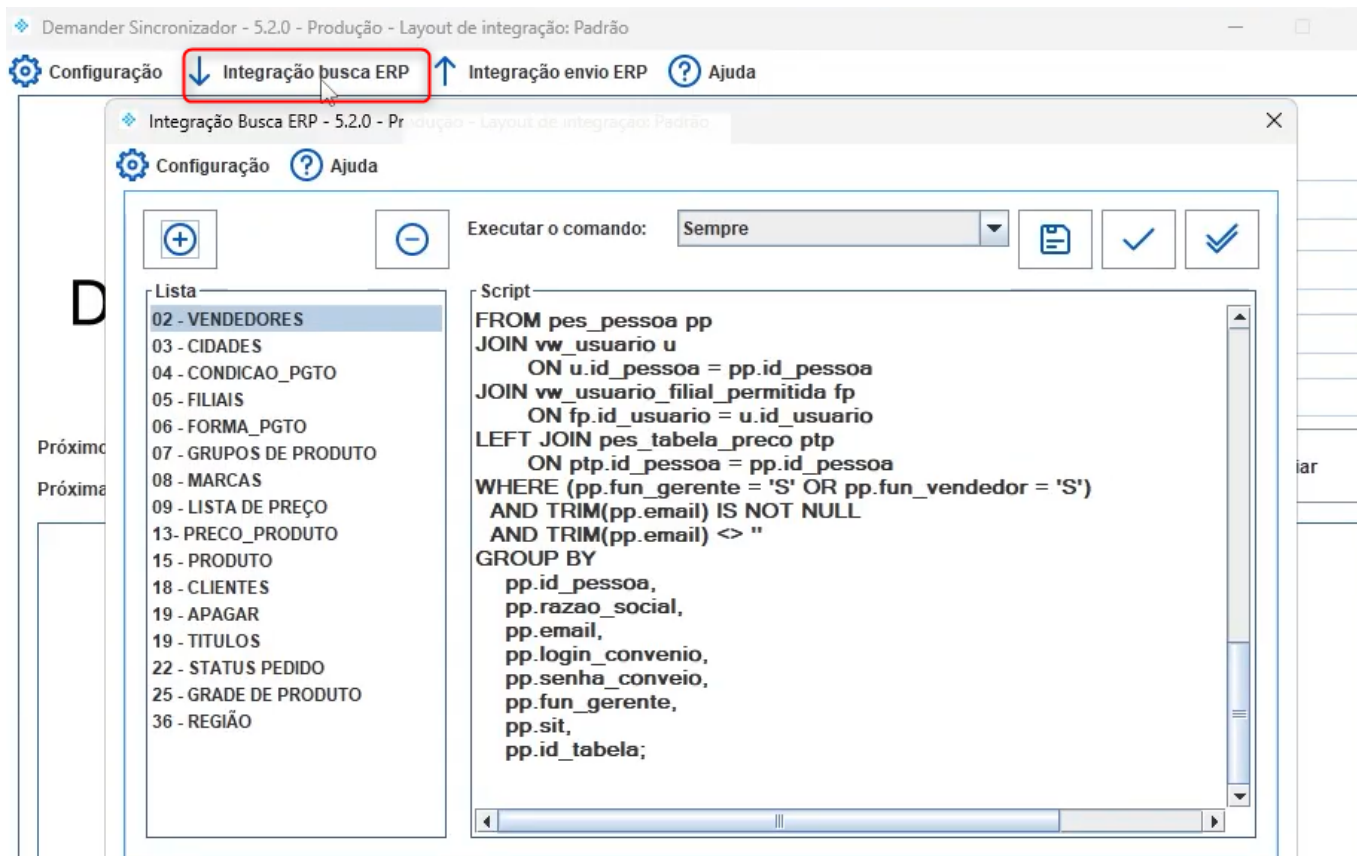 Demander Sincronizador - 5.2.0 - Produção - Layout de integração: Padrão
Configuração Integração busca ERP Integração envio ERP Ajuda
Integração Busca ERP - 5.2.0 - Produção - Layout de integração: Padrão
Configuração Ajuda
Executar o comando: Sempre
D
Próximo
Próxima
iar
Lista
02 - VENDEDORES
03 - CIDADES
04 - CONDICAO_PGTO
05 - FILIAIS
06 - FORMA_PGTO
07 - GRUPOS DE PRODUTO
08 - MARCAS
09 - LISTA DE PREÇO
13- PRECO_PRODUTO
15 - PRODUTO
18 - CLIENTES
19 - APAGAR
19 - TITULOS
22 - STATUS PEDIDO
25 - GRADE DE PRODUTO
36 - REGIÃO
Script
FROM pes_pessoa pp
JOIN vw_usuario u
ON u.id_pessoa = pp.id_pessoa
JOIN vw_usuario_filial_permitida fp
ON fp.id_usuario = u.id_usuario
LEFT JOIN pes_tabela_preco ptp
ON ptp.id_pessoa = pp.id_pessoa
WHERE (pp.fun_gerente = 'S' OR pp.fun_vendedor = 'S')
AND TRIM(pp.email) IS NOT NULL
AND TRIM(pp.email) <> ''
GROUP BY
pp.id_pessoa,
pp.razao_social,
pp.email,
pp.login_convenio,
pp.senha_conveio,
pp.fun_gerente,
pp.sit,
pp.id_tabela;